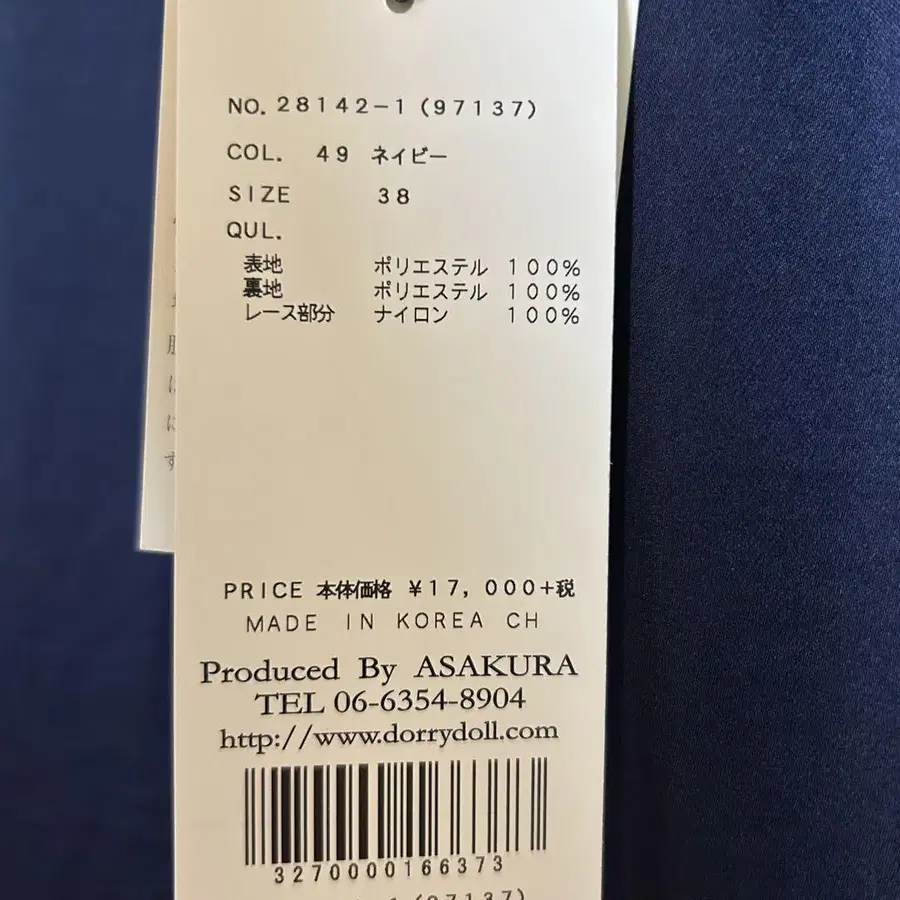 NO. 28142-1 (97137)
COL. 49 ネイビー
SIZE 38
QUL.
表地 ポリエステル 100%
裏地 ポリエステル 100%
レース部分 ナイロン 100%
PRICE 本体価格 ¥17,000+税
MADE IN KOREA CH
Produced By ASAKURA
TEL 06-6354-8904
http://www.dorrydoll.com
3270000166373